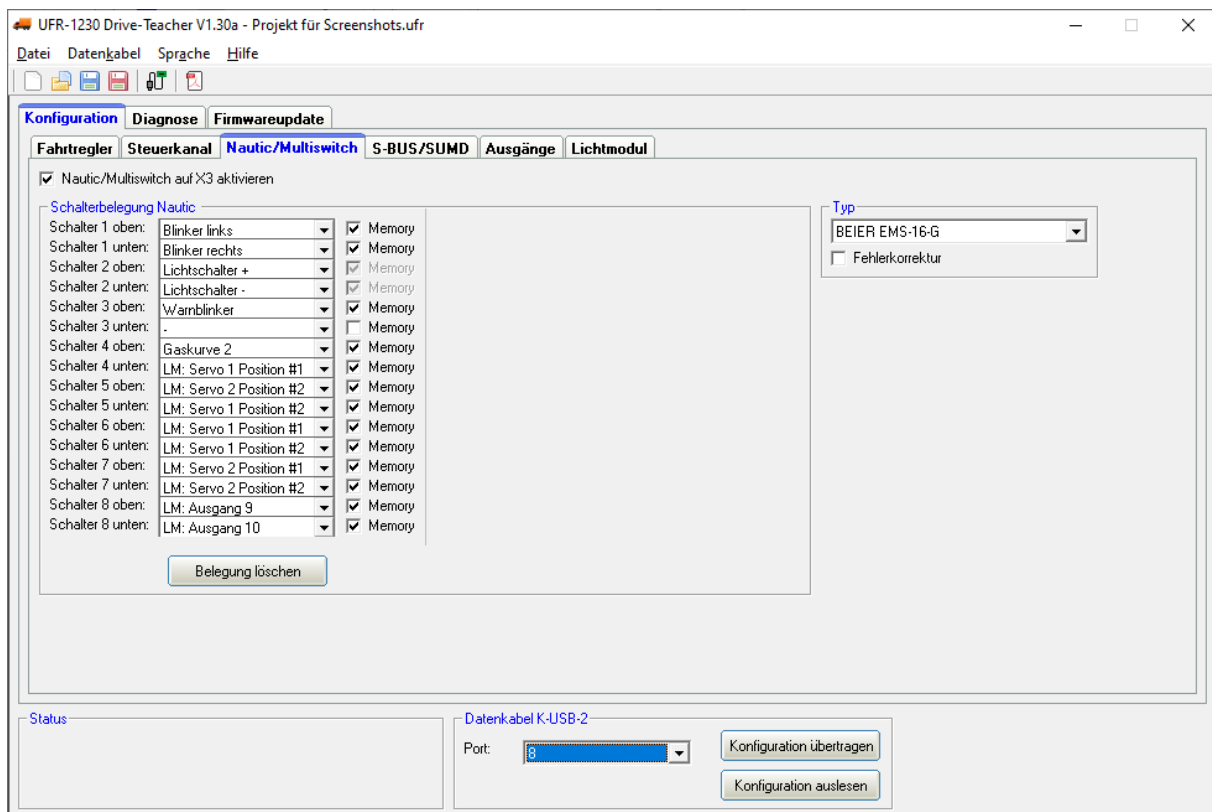 UFR-1230 Drive-Teacher V1.30a - Projekt für Screenshots.ufr
Datei Datenkabel Sprache Hilfe
Konfiguration Diagnose Firmwareupdate
Fahrtregler Steuerkanal Nautic/Multiswitch S-BUS/SUMD Ausgänge Lichtmodul
Nautic/Multiswitch auf X3 aktivieren
Schalterbelegung Nautic
Schalter 1 oben: Blinker links Memory
Schalter 1 unten: Blinker rechts Memory
Schalter 2 oben: Lichtschalter + Memory
Schalter 2 unten: Lichtschalter - Memory
Schalter 3 oben: Warnblinker Memory
Schalter 3 unten: - Memory
Schalter 4 oben: Gaskurve 2 Memory
Schalter 4 unten: LM: Servo 1 Position #1 Memory
Schalter 5 oben: LM: Servo 2 Position #2 Memory
Schalter 5 unten: LM: Servo 1 Position #2 Memory
Schalter 6 oben: LM: Servo 1 Position #1 Memory
Schalter 6 unten: LM: Servo 1 Position #2 Memory
Schalter 7 oben: LM: Servo 2 Position #1 Memory
Schalter 7 unten: LM: Servo 2 Position #2 Memory
Schalter 8 oben: LM: Ausgang 9 Memory
Schalter 8 unten: LM: Ausgang 10 Memory
Belegung löschen
Typ
BEIER EMS-16-G
Fehlerkorrektur
Status
Datenkabel K-USB-2
Port: 8
Konfiguration übertragen
Konfiguration auslesen